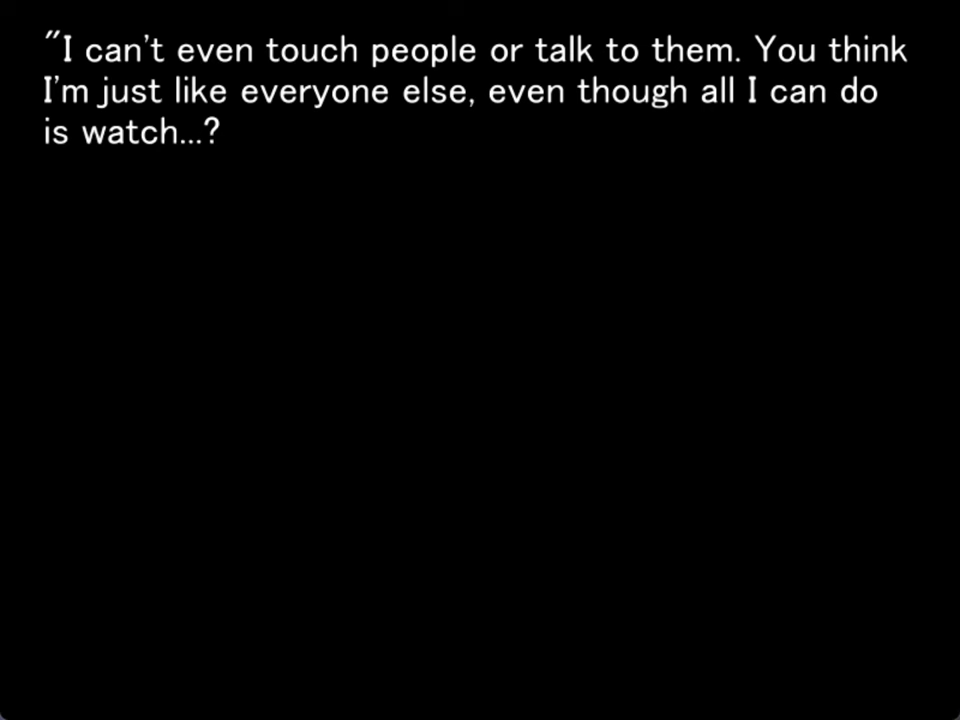 "I can't even touch people or talk to them. You think
I'm just like everyone else, even though all I can do
is watch...?